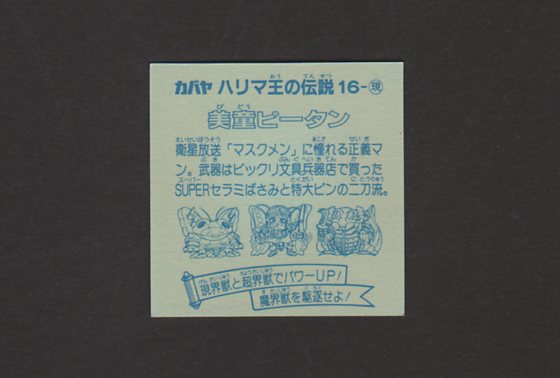 カバヤ ハリマ王の伝説 16-現
美童ピータン
衛星放送「マスクメン」に憧れる正義マ
ン。武器はビックリ文具兵器店で買った
SUPERセラミばさみと特大ピンの二刀流。
現界獣と超界獣でパワーUP!
魔界獣を駆逐せよ!